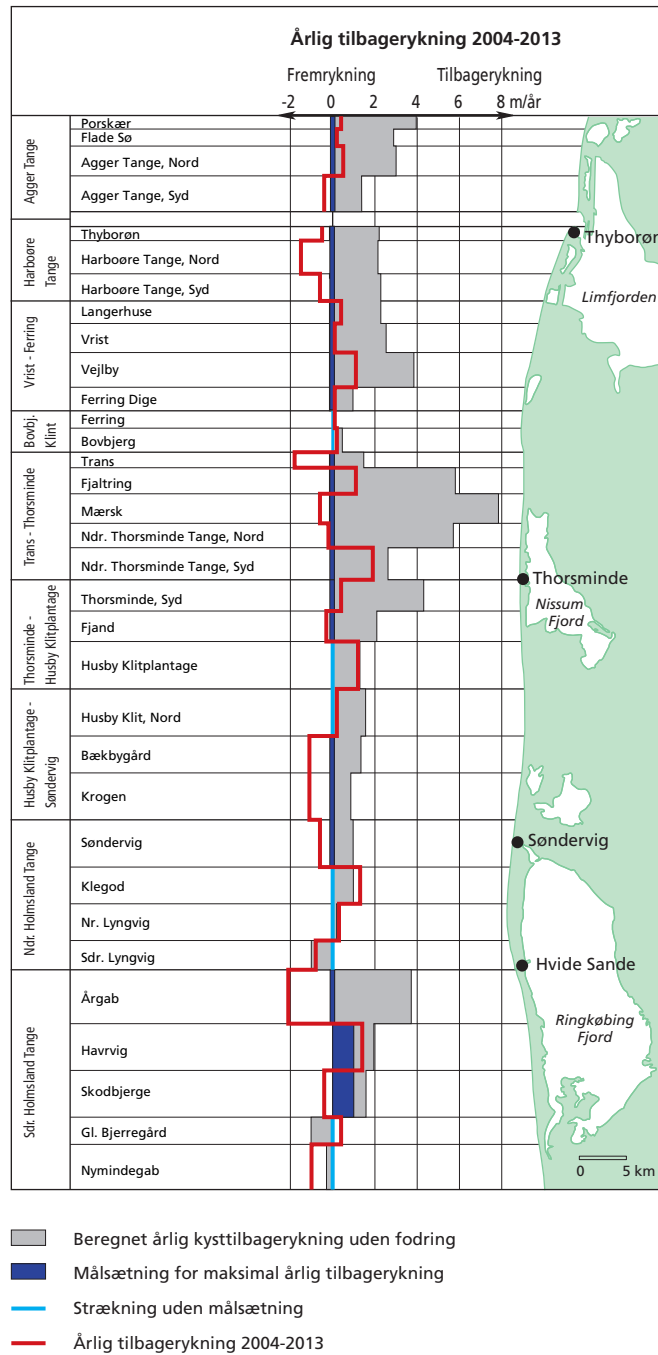 Årlig tilbagerykning 2004-2013
Fremrykning Tilbagerykning
-2 0 2 4 6 8 m/år
Agger Tange
Porskær
Flade Sø
Agger Tange, Nord
Agger Tange, Syd
Harboøre
Tange
Thyborøn
Harboøre Tange, Nord
Harboøre Tange, Syd
Vrist - Ferring
Langerhuse
Vrist
Vejlby
Ferring Dige
Bovbj.
Klint
Ferring
Bovbjerg
Trans - Thorsminde
Trans
Fjaltring
Mærsk
Ndr. Thorsminde Tange, Nord
Ndr. Thorsminde Tange, Syd
Thorsminde -
Husby Klitplantage
Thorsminde, Syd
Fjand
Husby Klitplantage
Husby Klitplantage -
Søndervig
Husby Klit, Nord
Bækbygård
Krogen
Ndr. Holmsland Tange
Søndervig
Klegod
Nr. Lyngvig
Sdr. Lyngvig
Sdr. Holmsland Tange
Årgab
Havrvig
Skodbjerge
Gl. Bjerregård
Nymindegab
Thyborøn
Limfjorden
Thorsminde
Nissum
Fjord
Søndervig
Hvide Sande
Ringkøbing
Fjord
0 5 km
Beregnet årlig kysttilbagerykning uden fodring
Målsætning for maksimal årlig tilbagerykning
Strækning uden målsætning
Årlig tilbagerykning 2004-2013